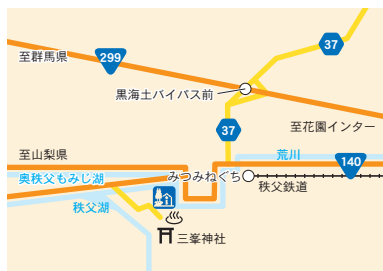 37
至群馬県
299
黒海土バイパス前
37
至花園インター
至山梨県
荒川
140
みつみねぐち
奥秩父もみじ湖
秩父鉄道
秩父湖
三峯神社